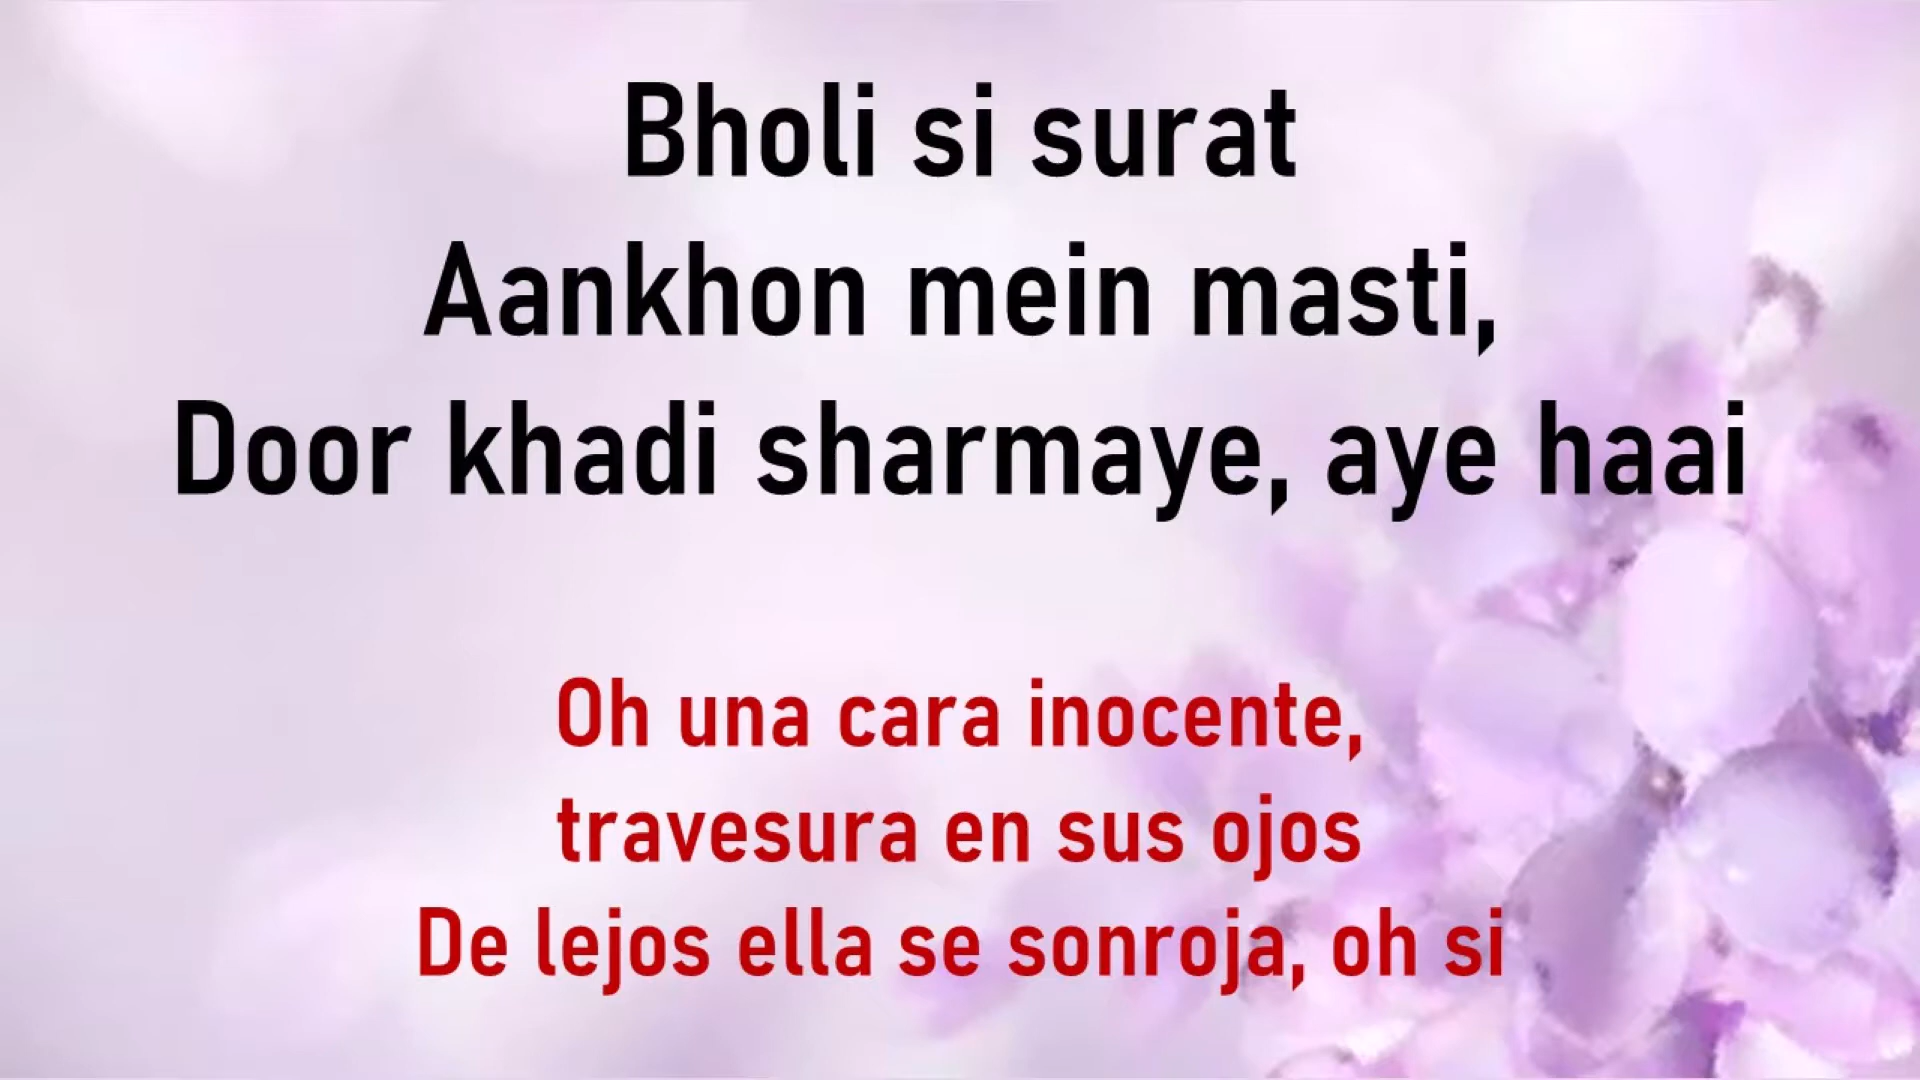 Bholi si surat
Aankhon mein masti,
Door khadi sharmaye, aye haai
Oh una cara inocente,
travesura en sus ojos
De lejos ella se sonroja, oh si